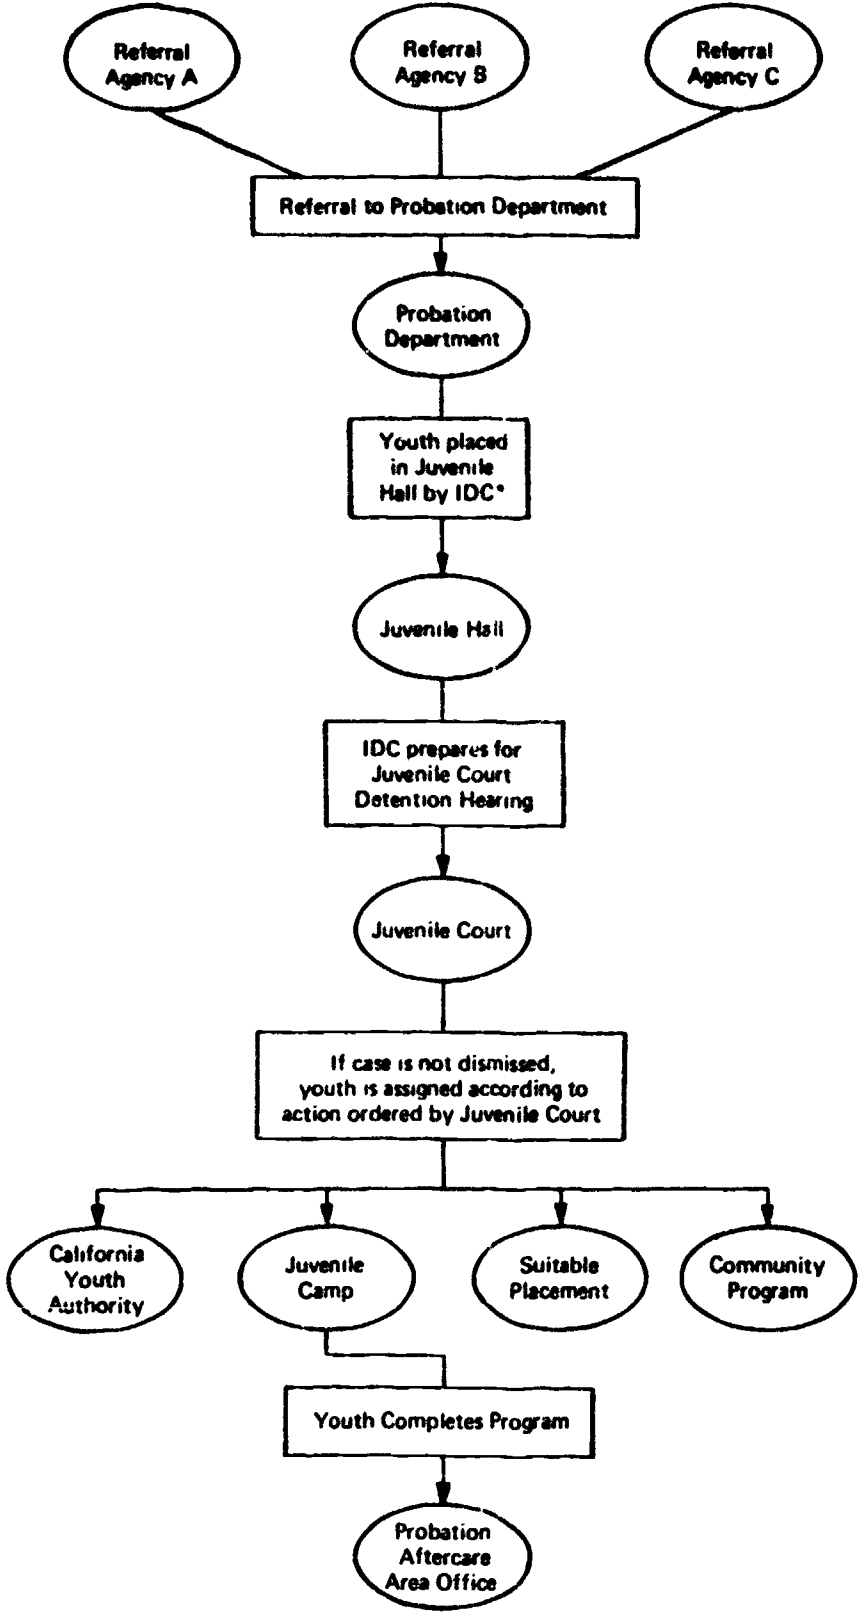 Referral
Agency A
Referral
Agency B
Referral
Agency C
Referral to Probation Department
Probation
Department
Youth placed
in Juvenile
Hall by IDC*
Juvenile Hall
IDC prepares for
Juvenile Court
Detention Hearing
Juvenile Court
If case is not dismissed,
youth is assigned according to
action ordered by Juvenile Court
California
Youth
Authority
Juvenile
Camp
Suitable
Placement
Community
Program
Youth Completes Program
Probation
Aftercare
Area Office